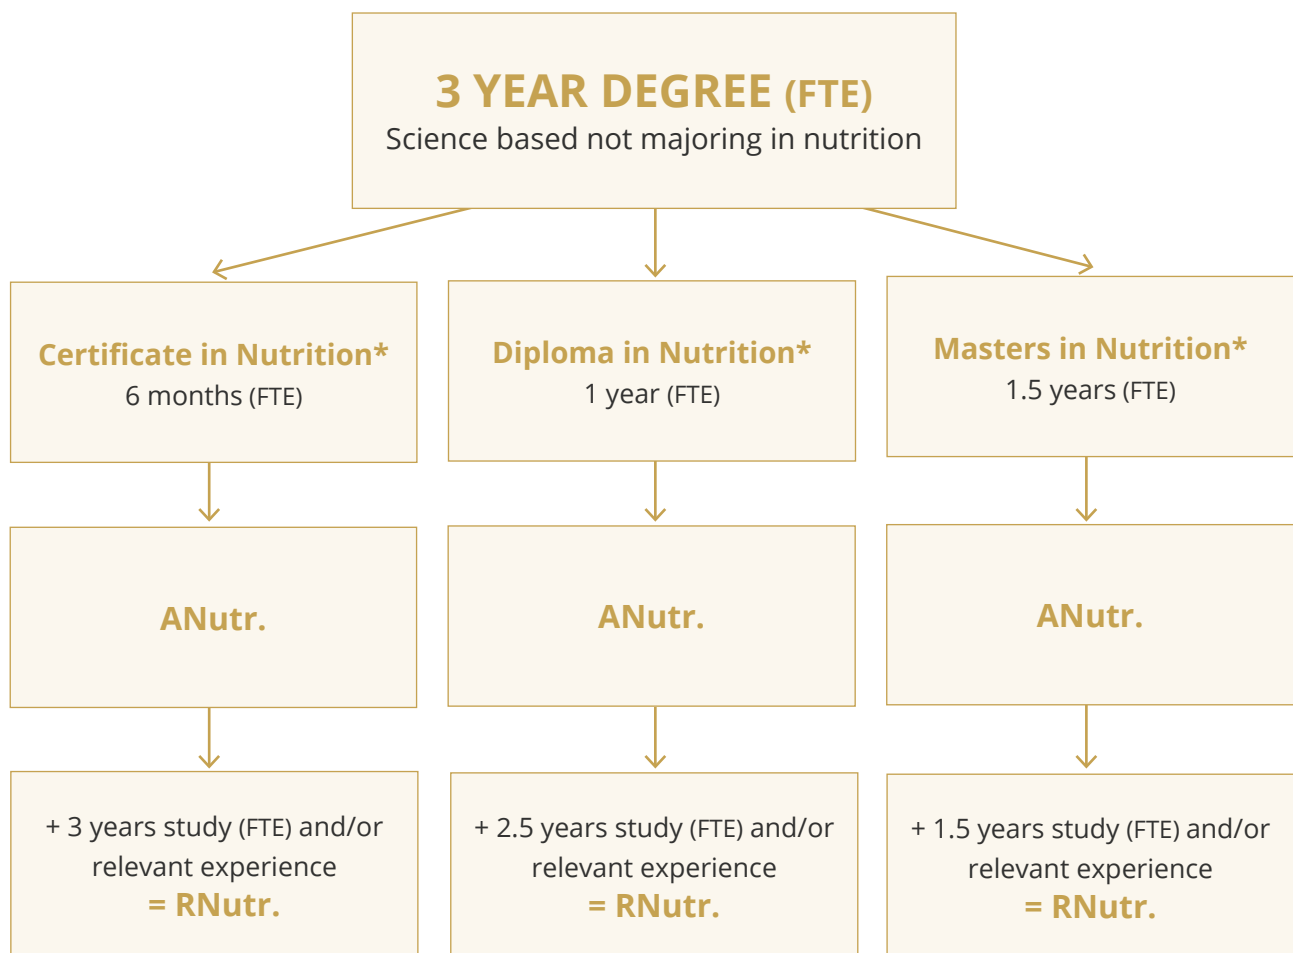 3 YEAR DEGREE (FTE)
Science based not majoring in nutrition
Certificate in Nutrition*
6 months (FTE)
Diploma in Nutrition*
1 year (FTE)
Masters in Nutrition*
1.5 years (FTE)
ANutr.
ANutr.
ANutr.
+ 3 years study (FTE) and/or
relevant experience
= RNutr.
+ 2.5 years study (FTE) and/or
relevant experience
= RNutr.
+ 1.5 years study (FTE) and/or
relevant experience
= RNutr.